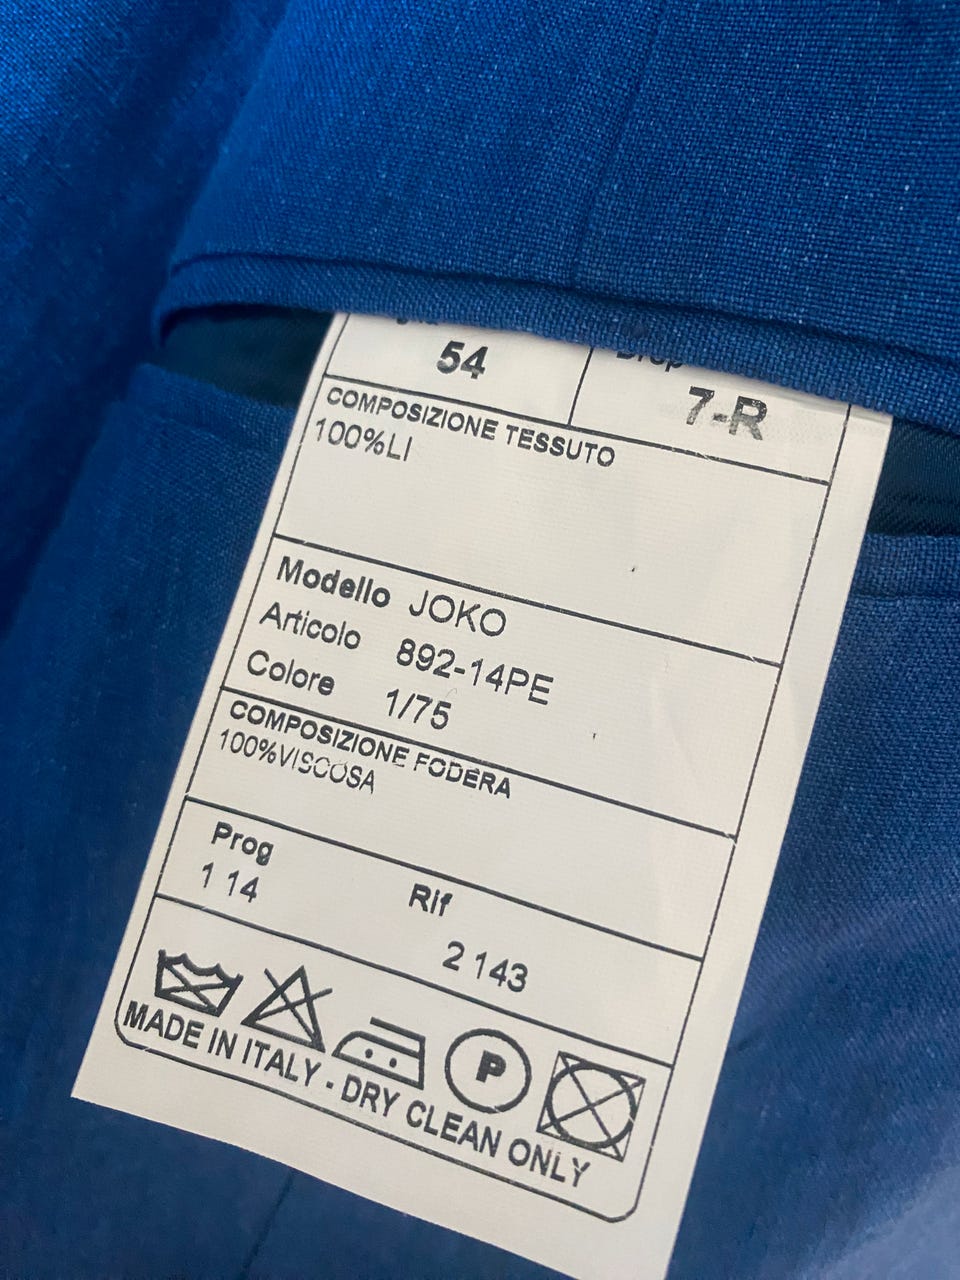 54
Drop
7-R
COMPOSIZIONE TESSUTO
100%LI
Modello JOKO
Articolo 892-14PE
Colore 1/75
COMPOSIZIONE FODERA
100%VISCOSA
Prog Rif
1 14 2 143
P
MADE IN ITALY - DRY CLEAN ONLY